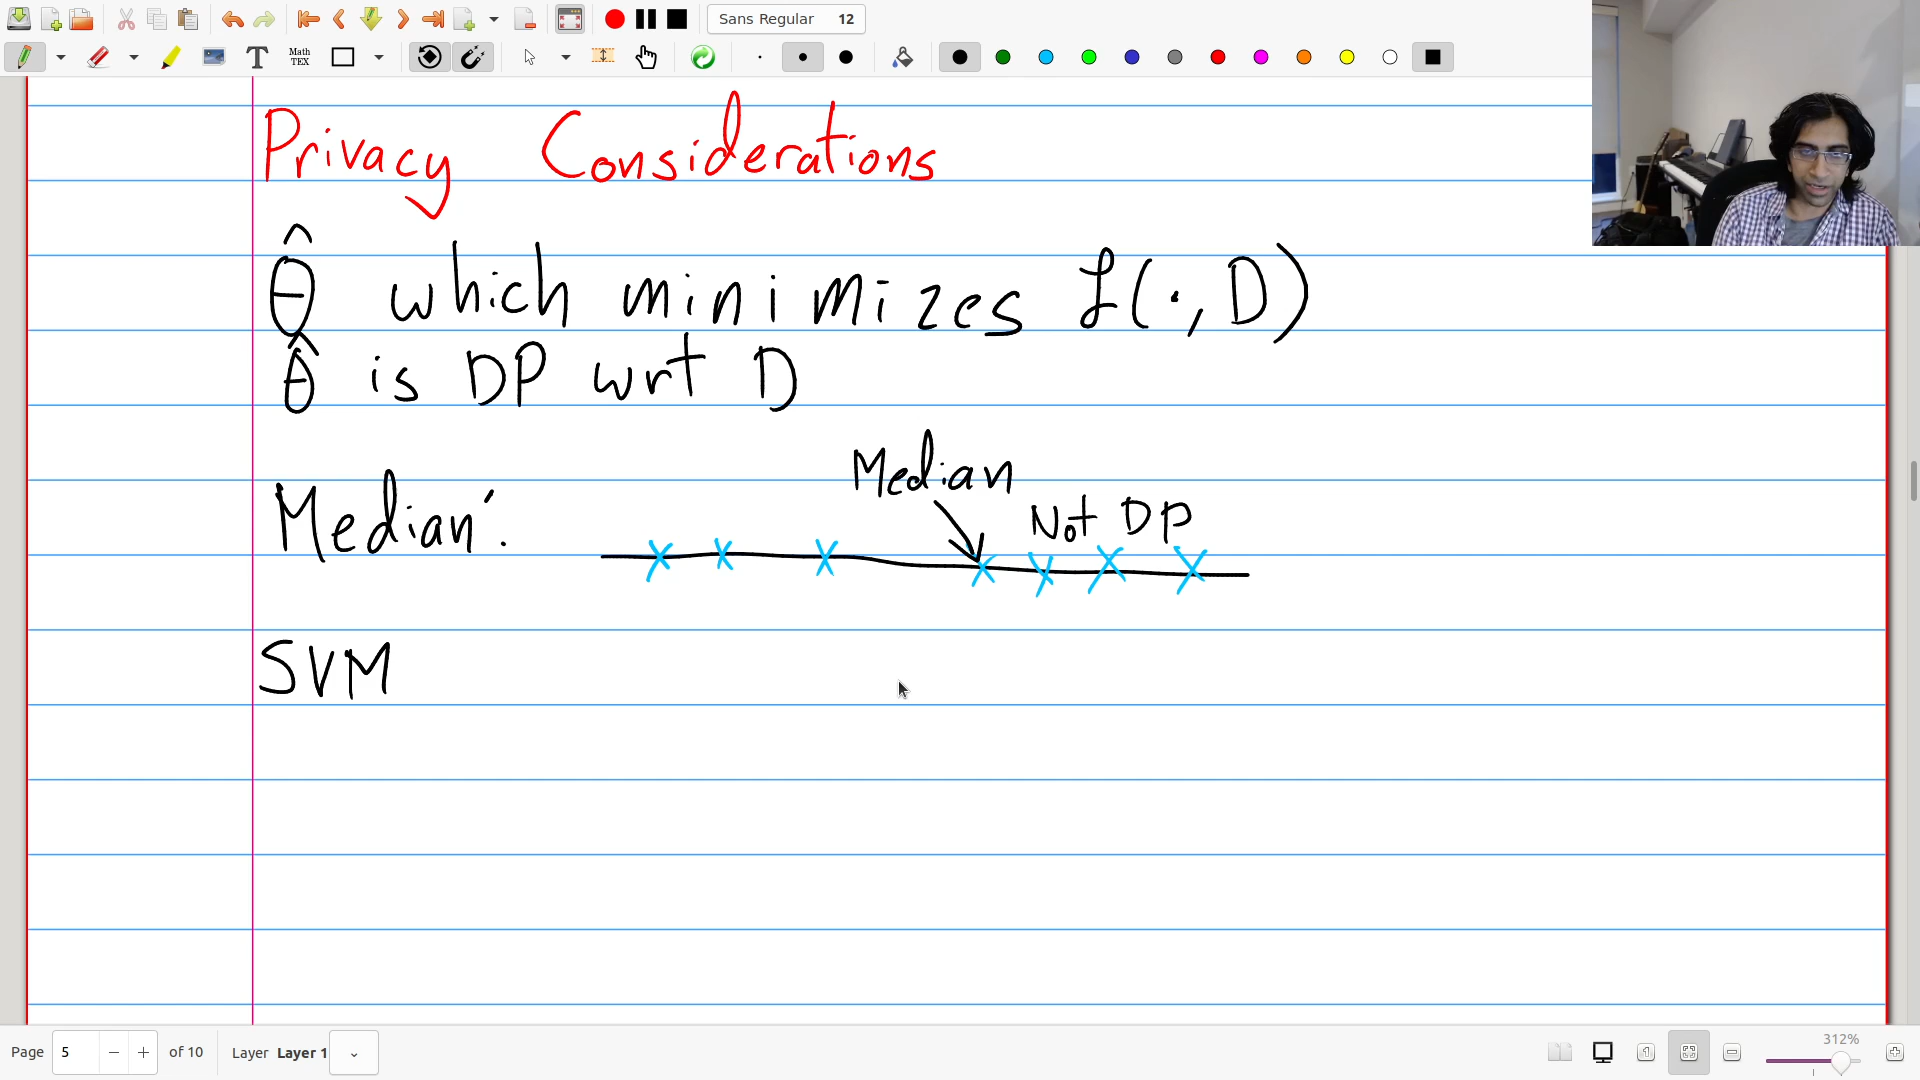 Sans Regular 12
Math
TEX
Privacy Considerations
θ̂ which minimizes ℒ(·, D)
θ̂ is DP wrt D
Median
Not DP
Median:
SVM
Page 5 of 10 Layer Layer 1
312%